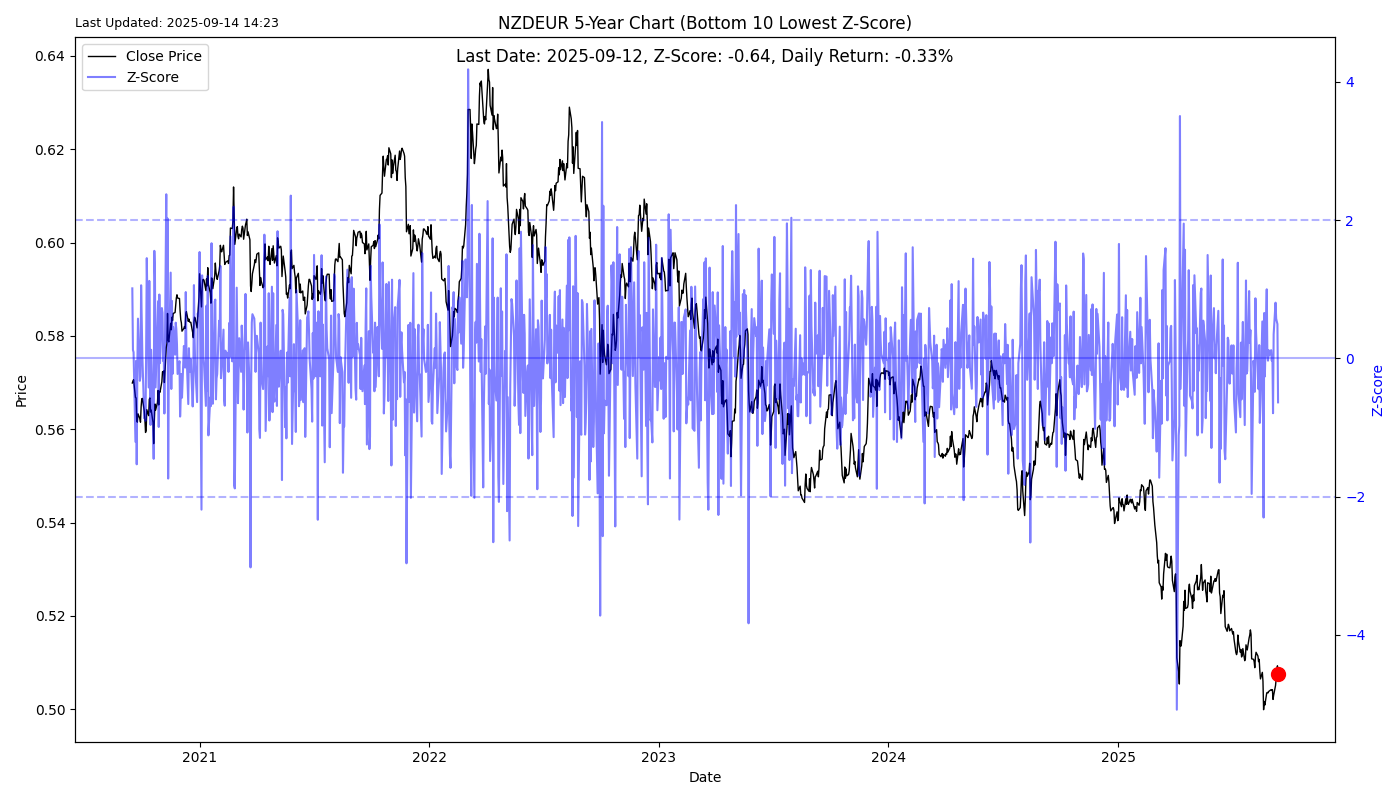 Last Updated: 2025-09-14 14:23
NZDEUR 5-Year Chart (Bottom 10 Lowest Z-Score)
Last Date: 2025-09-12, Z-Score: -0.64, Daily Return: -0.33%
Close Price
Z-Score
0.64
0.62
0.60
0.58
0.56
0.54
0.52
0.50
Price
4
2
0
−2
−4
Z-Score
2021
2022
2023
2024
2025
Date